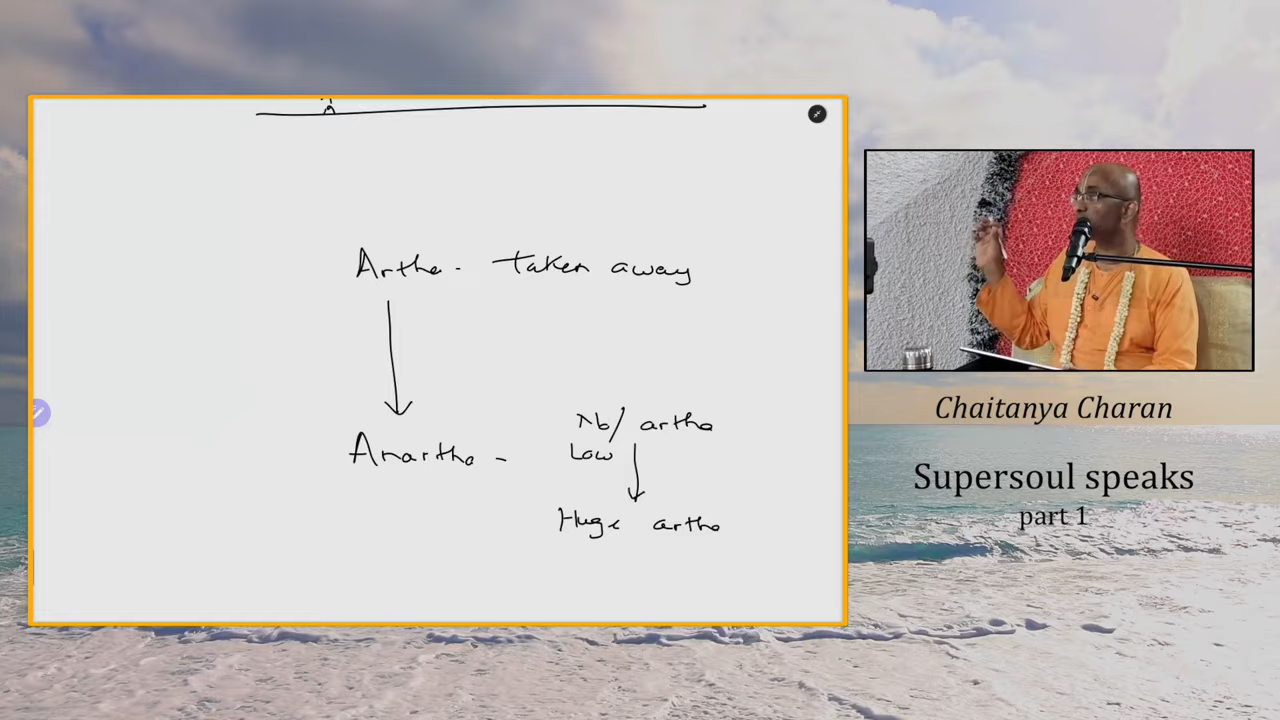 Artha - Taken away
Anartha -
No/ artha
Low
Huge artha
Chaitanya Charan
Supersoul speaks
part 1